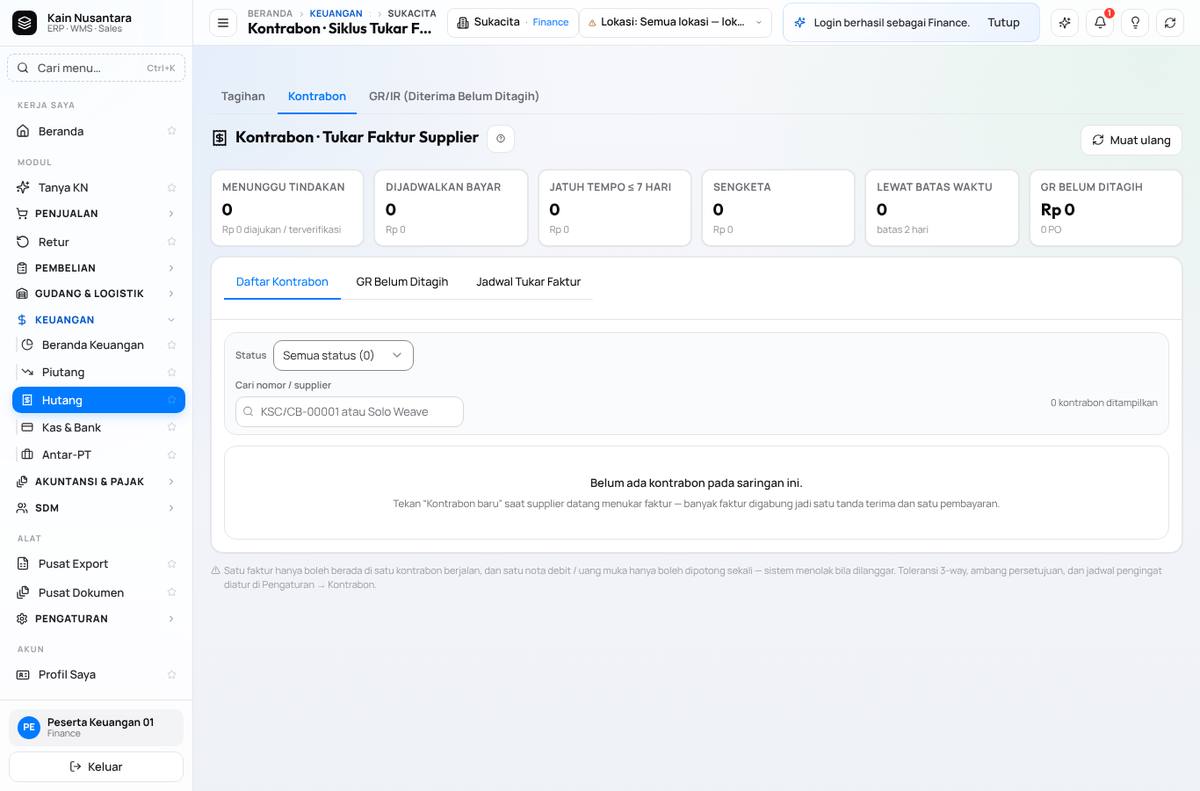 Kain Nusantara
ERP · WMS · Sales
Cari menu... Ctrl+K
KERJA SAYA
Beranda
MODUL
Tanya KN
PENJUALAN
Retur
PEMBELIAN
GUDANG & LOGISTIK
KEUANGAN
Beranda Keuangan
Piutang
Hutang
Kas & Bank
Antar-PT
AKUNTANSI & PAJAK
SDM
ALAT
Pusat Export
Pusat Dokumen
PENGATURAN
AKUN
Profil Saya
PE
Peserta Keuangan 01
Finance
Keluar
BERANDA › KEUANGAN › SUKACITA
Kontrabon · Siklus Tukar F...
Sukacita · Finance
Lokasi: Semua lokasi — lok...
Login berhasil sebagai Finance. Tutup
1
Tagihan Kontrabon GR/IR (Diterima Belum Ditagih)
Kontrabon · Tukar Faktur Supplier
Muat ulang
MENUNGGU TINDAKAN
0
Rp 0 diajukan / terverifikasi
DIJADWALKAN BAYAR
0
Rp 0
JATUH TEMPO ≤ 7 HARI
0
Rp 0
SENGKETA
0
Rp 0
LEWAT BATAS WAKTU
0
batas 2 hari
GR BELUM DITAGIH
Rp 0
0 PO
Daftar Kontrabon GR Belum Ditagih Jadwal Tukar Faktur
Status Semua status (0)
Cari nomor / supplier
KSC/CB-00001 atau Solo Weave
0 kontrabon ditampilkan
Belum ada kontrabon pada saringan ini.
Tekan "Kontrabon baru" saat supplier datang menukar faktur — banyak faktur digabung jadi satu tanda terima dan satu pembayaran.
Satu faktur hanya boleh berada di satu kontrabon berjalan, dan satu nota debit / uang muka hanya boleh dipotong sekali — sistem menolak bila dilanggar. Toleransi 3-way, ambang persetujuan, dan jadwal pengingat
diatur di Pengaturan → Kontrabon.